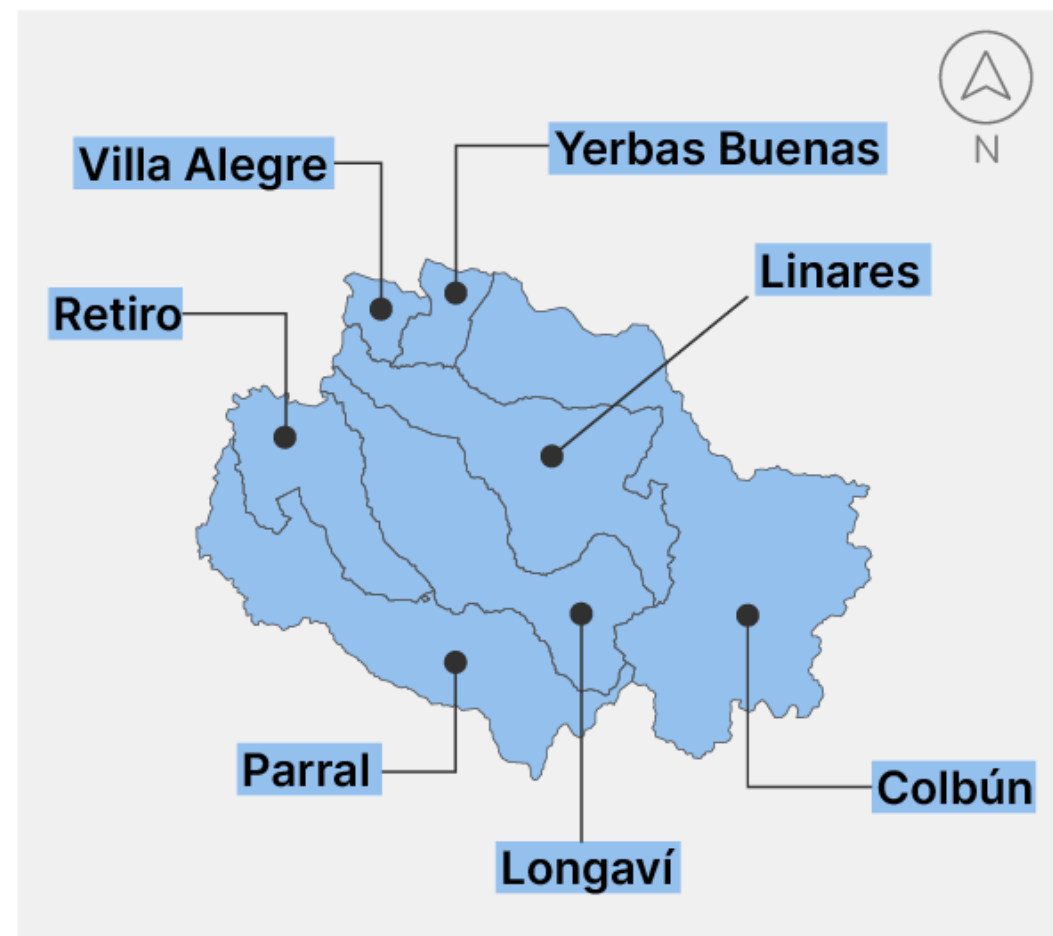 Yerbas Buenas
N
Villa Alegre
Linares
Retiro
Parral
Colbún
Longaví